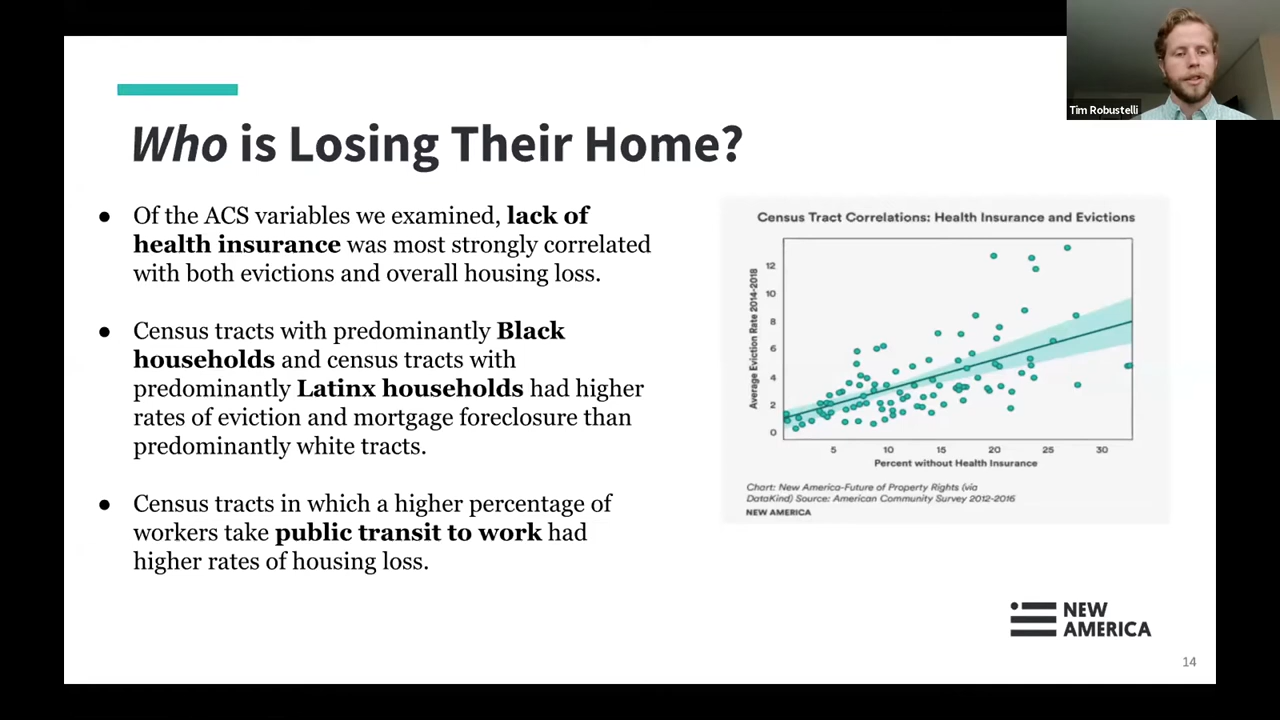 Tim Robustelli
Who is Losing Their Home?
● Of the ACS variables we examined, lack of
health insurance was most strongly correlated
with both evictions and overall housing loss.
● Census tracts with predominantly Black
households and census tracts with
predominantly Latinx households had higher
rates of eviction and mortgage foreclosure than
predominantly white tracts.
● Census tracts in which a higher percentage of
workers take public transit to work had
higher rates of housing loss.
Census Tract Correlations: Health Insurance and Evictions
Average Eviction Rate 2014-2018
12
10
8
6
4
2
0
5 10 15 20 25 30
Percent without Health Insurance
Chart: New America-Future of Property Rights (via
DataKind) Source: American Community Survey 2012-2016
NEW AMERICA
NEW
AMERICA
14